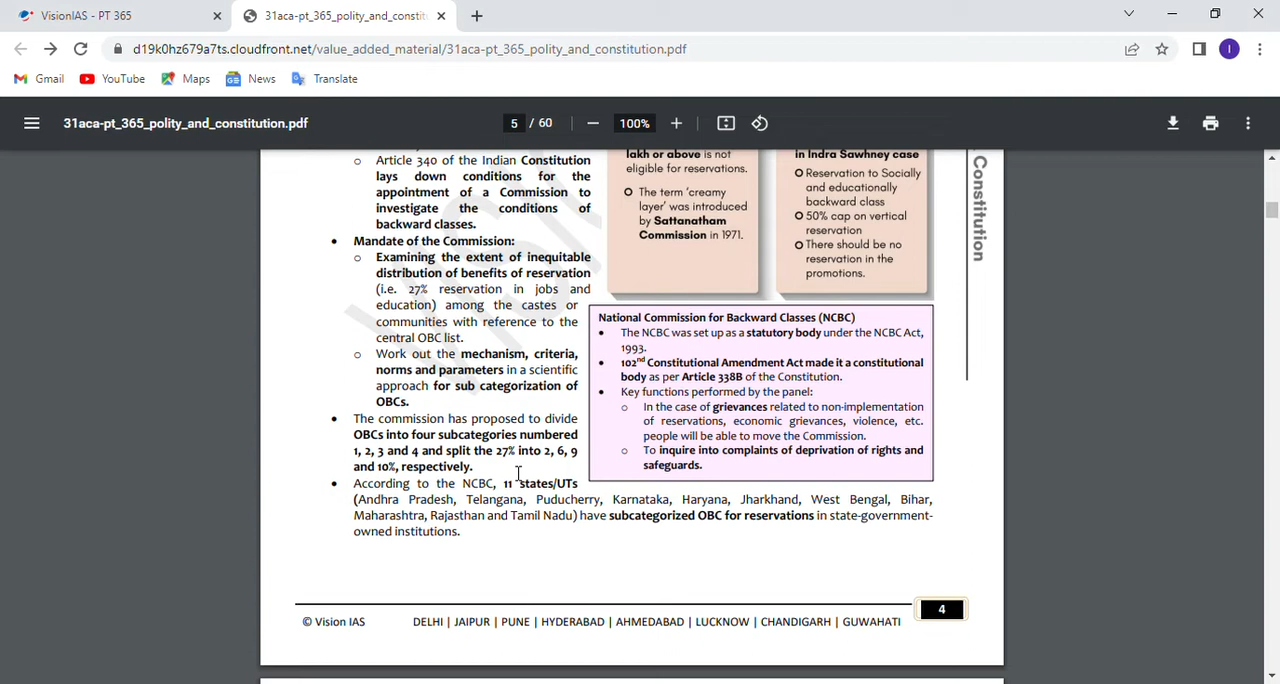 VisionIAS - PT 365
31aca-pt_365_polity_and_constitu
d19k0hz679a7ts.cloudfront.net/value_added_material/31aca-pt_365_polity_and_constitution.pdf
I
Gmail
YouTube
Maps
News
Translate
31aca-pt_365_polity_and_constitution.pdf
5 / 60
100%
o Article 340 of the Indian Constitution
lays down conditions for the
appointment of a Commission to
investigate the conditions of
backward classes.
• Mandate of the Commission:
o Examining the extent of inequitable
distribution of benefits of reservation
(i.e. 27% reservation in jobs and
education) among the castes or
communities with reference to the
central OBC list.
o Work out the mechanism, criteria,
norms and parameters in a scientific
approach for sub categorization of
OBCs.
• The commission has proposed to divide
OBCs into four subcategories numbered
1, 2, 3 and 4 and split the 27% into 2, 6, 9
and 10%, respectively.
• According to the NCBC, 11 states/UTs
(Andhra Pradesh, Telangana, Puducherry, Karnataka, Haryana, Jharkhand, West Bengal, Bihar,
Maharashtra, Rajasthan and Tamil Nadu) have subcategorized OBC for reservations in state-government-
owned institutions.
lakh or above is not
eligible for reservations.
O The term 'creamy
layer' was introduced
by Sattanatham
Commission in 1971.
in Indra Sawhney case
O Reservation to Socially
and educationally
backward class
O 50% cap on vertical
reservation
O There should be no
reservation in the
promotions.
National Commission for Backward Classes (NCBC)
• The NCBC was set up as a statutory body under the NCBC Act,
1993.
• 102nd Constitutional Amendment Act made it a constitutional
body as per Article 338B of the Constitution.
• Key functions performed by the panel:
o In the case of grievances related to non-implementation
of reservations, economic grievances, violence, etc.
people will be able to move the Commission.
o To inquire into complaints of deprivation of rights and
safeguards.
Constitution
4
© Vision IAS
DELHI | JAIPUR | PUNE | HYDERABAD | AHMEDABAD | LUCKNOW | CHANDIGARH | GUWAHATI